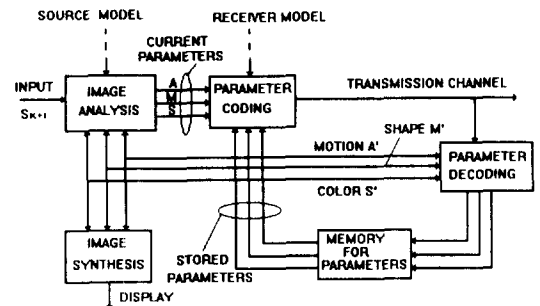 SOURCE MODEL
RECEIVER MODEL
CURRENT
PARAMETERS
INPUT
S_{K+1}
IMAGE
ANALYSIS
A
M
S
PARAMETER
CODING
TRANSMISSION CHANNEL
SHAPE M'
MOTION A'
PARAMETER
DECODING
COLOR S'
IMAGE
SYNTHESIS
STORED
PARAMETERS
MEMORY
FOR
PARAMETERS
DISPLAY